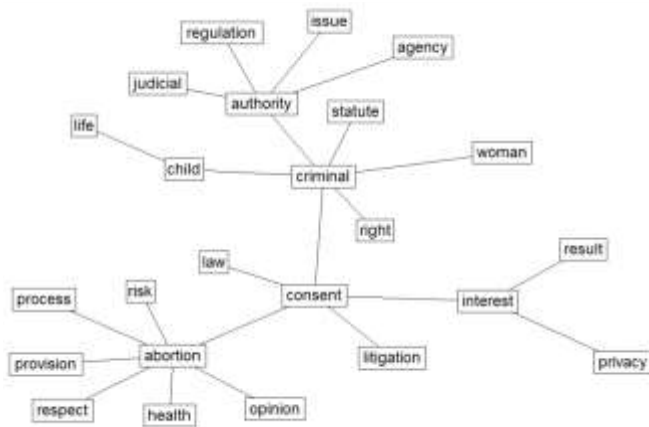 issue
regulation
agency
judicial
authority
statute
life
woman
child
criminal
right
result
law
risk
consent
interest
process
abortion
litigation
provision
privacy
respect
health
opinion